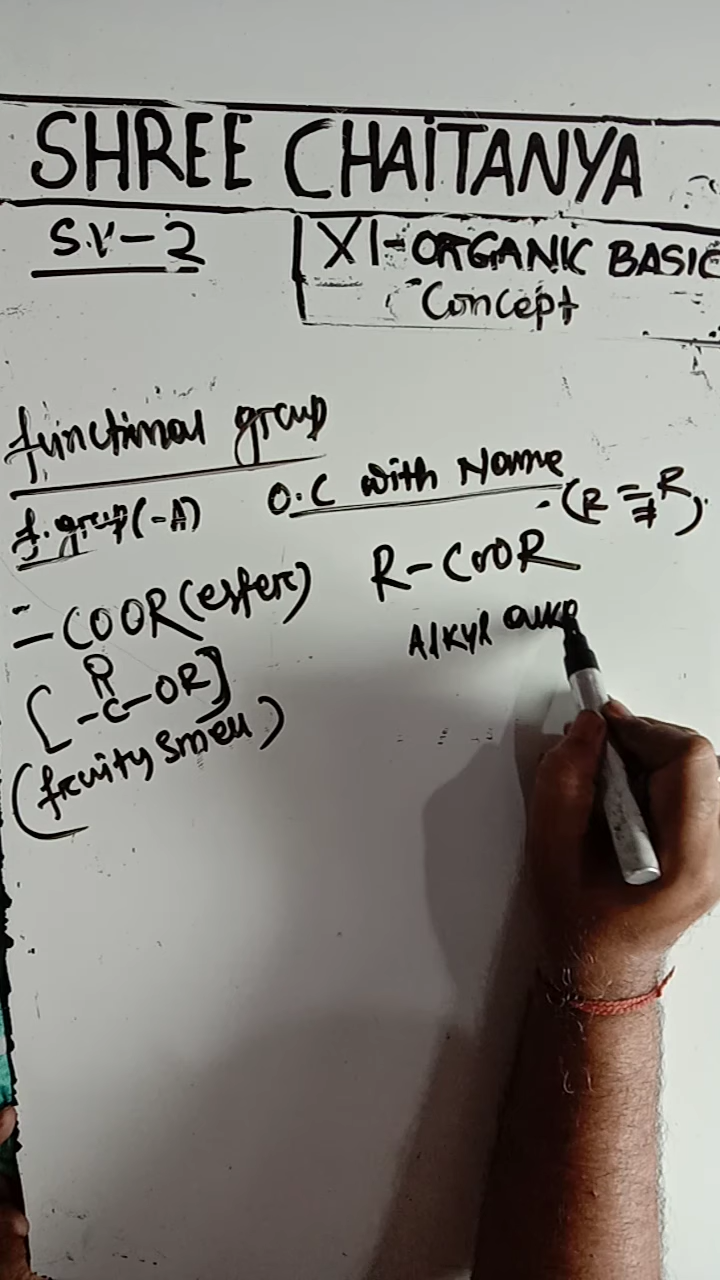 SHREE CHAITANYA
S.V-2
XI-ORGANIC BASIC
Concept
functional group
f. group (-A) O.C with Name
(R = ≠ R).
-COOR (ester) R-COOR
Alkyl alka
[-C-OR]
(fruity smell)